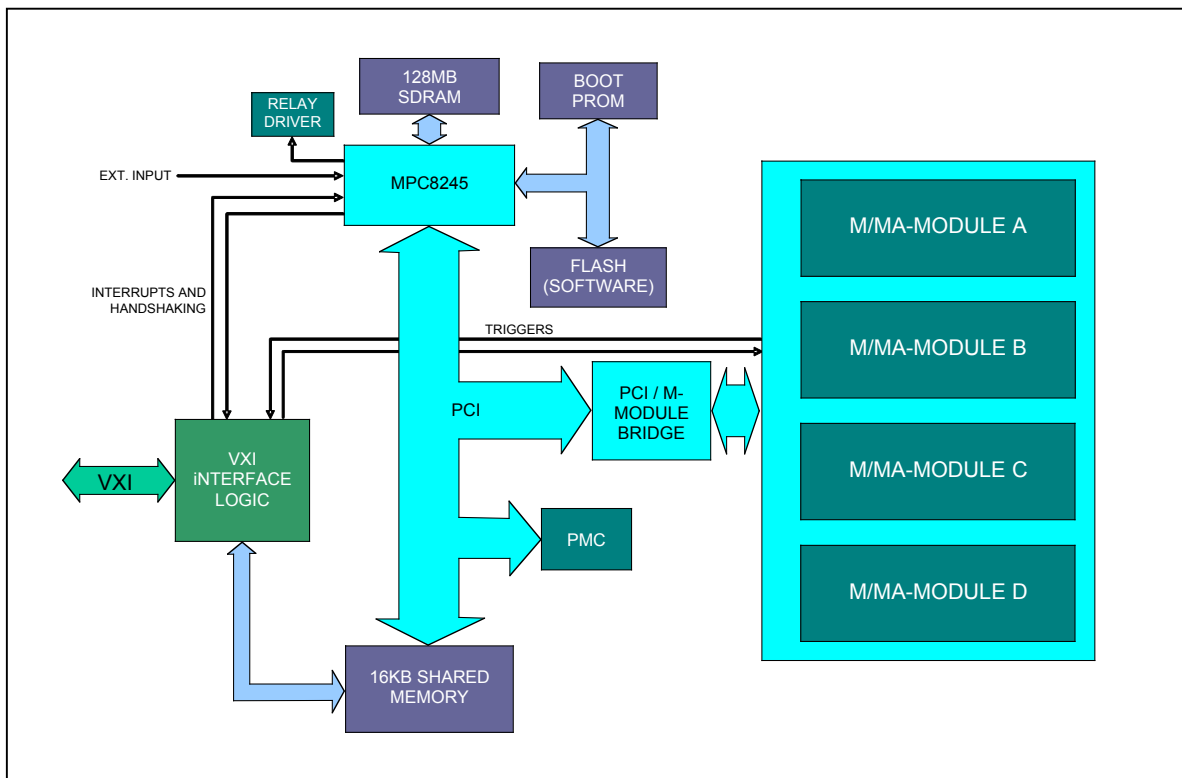 128MB
SDRAM
BOOT
PROM
RELAY
DRIVER
EXT. INPUT
MPC8245
M/MA-MODULE A
FLASH
(SOFTWARE)
INTERRUPTS AND
HANDSHAKING
TRIGGERS
M/MA-MODULE B
PCI
PCI / M-
MODULE
BRIDGE
VXI
VXI
iNTERFACE
LOGIC
M/MA-MODULE C
PMC
M/MA-MODULE D
16KB SHARED
MEMORY